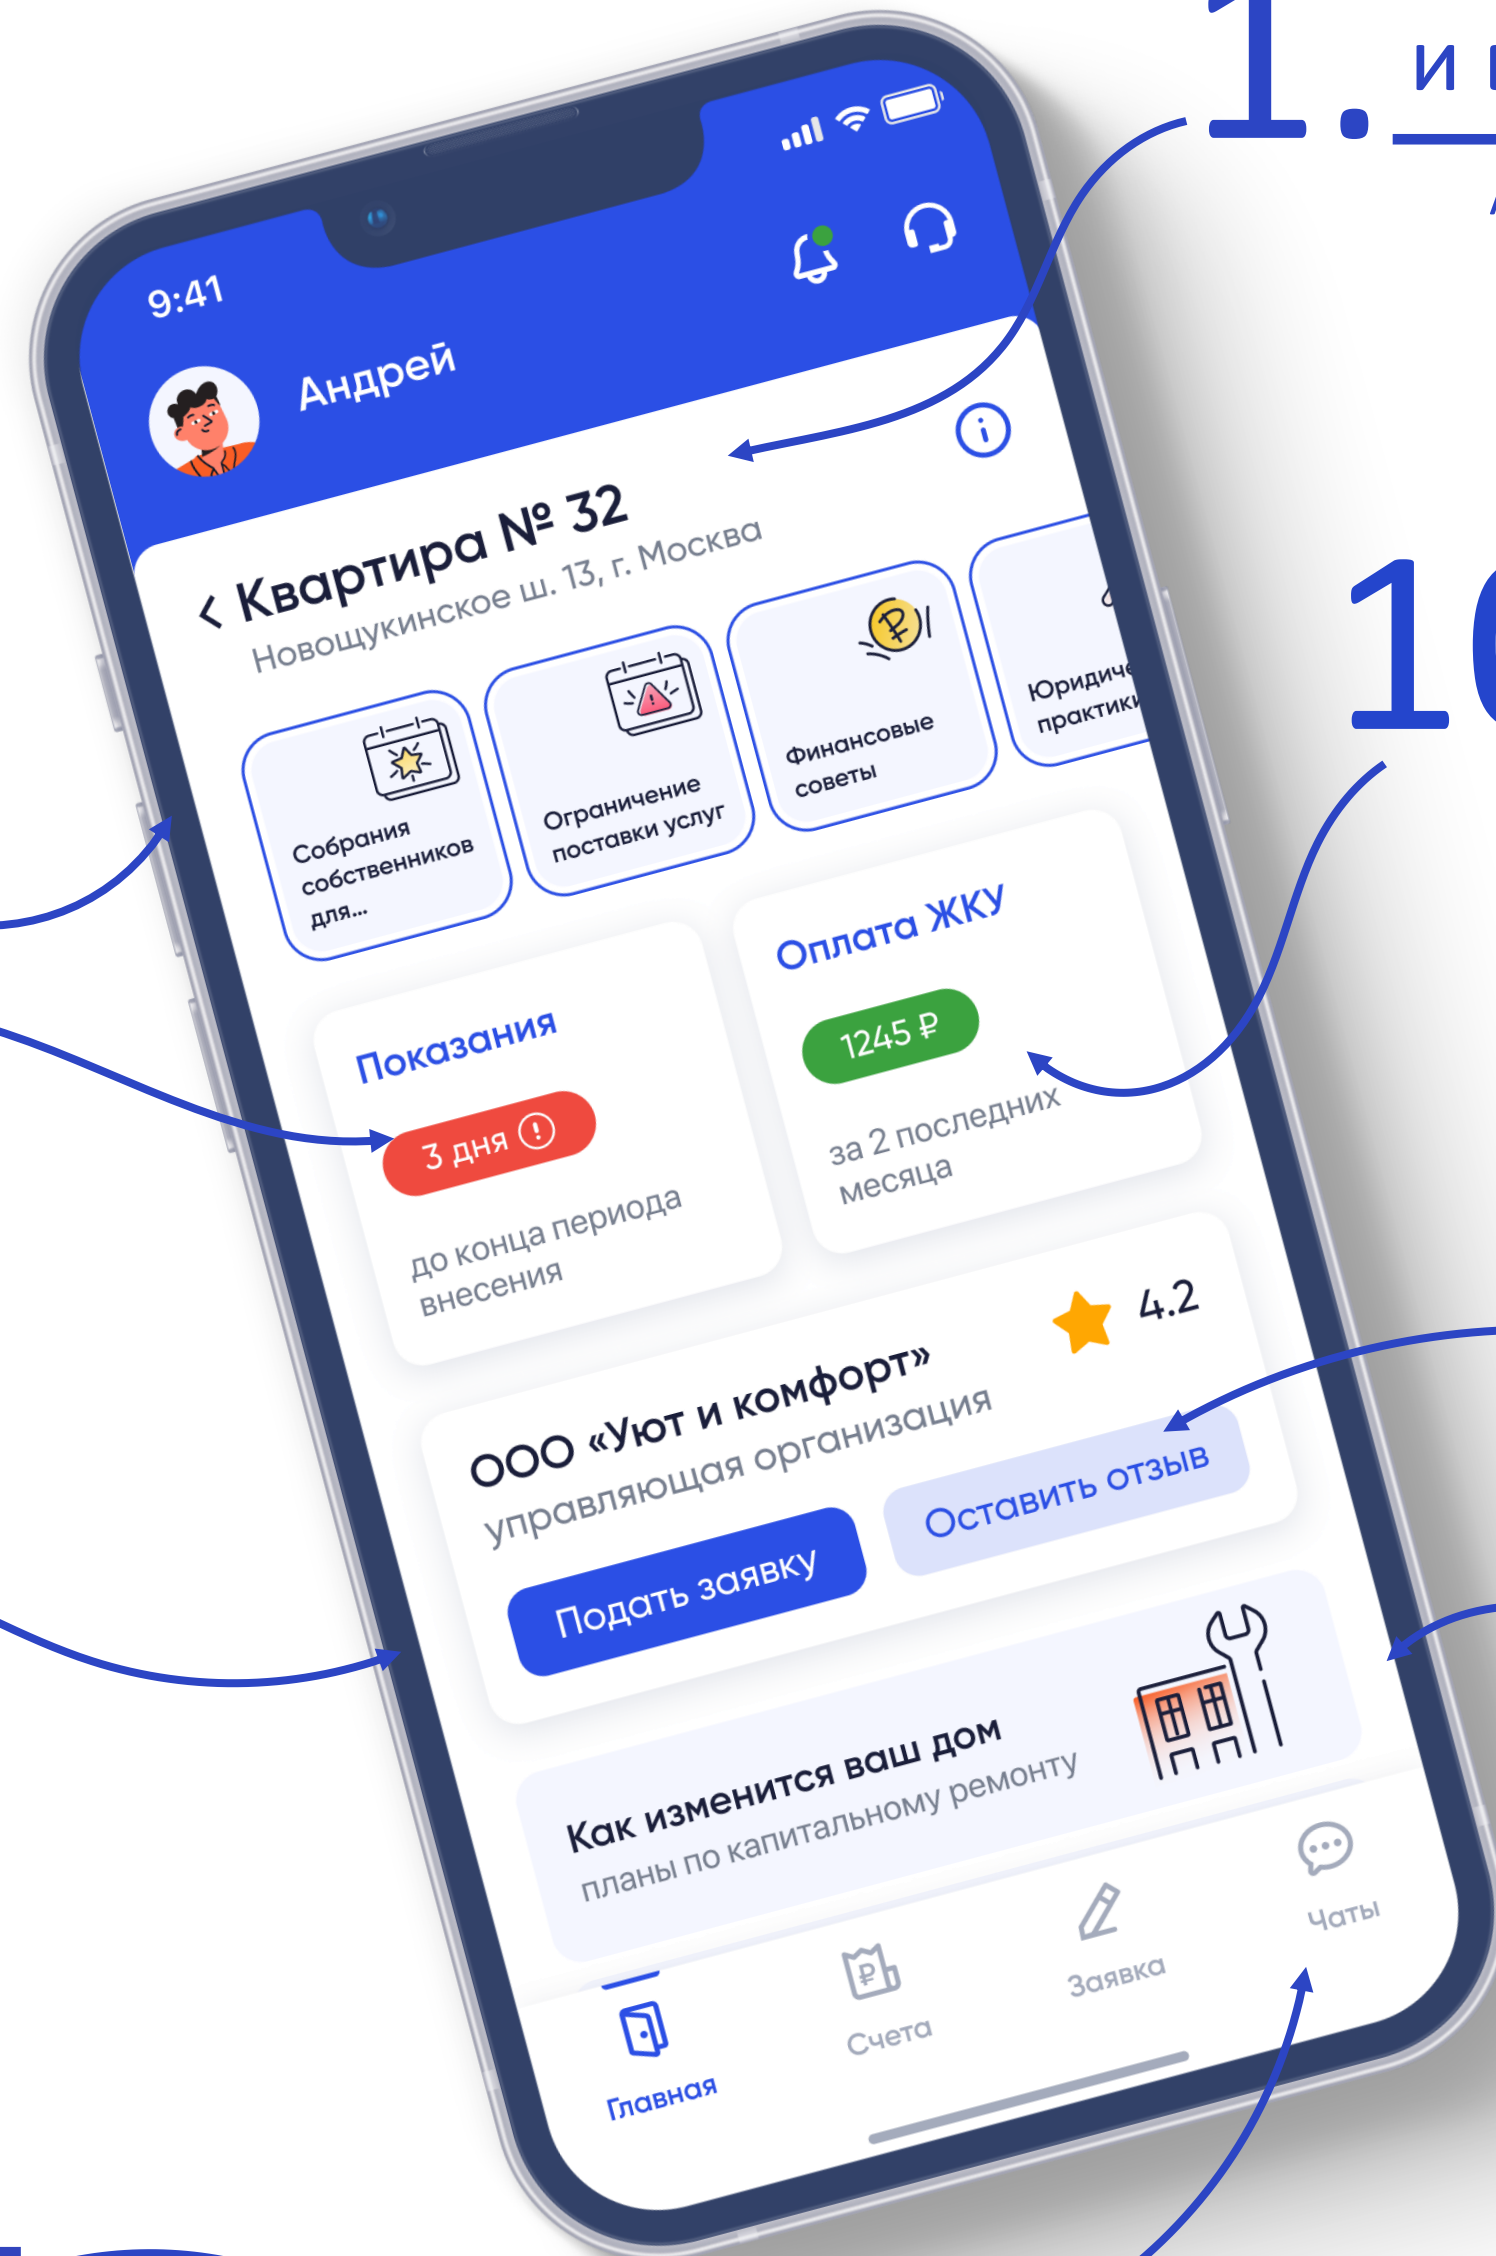 1. и
10
9:41
Андрей
Квартира № 32
Новощукинское ш. 13, г. Москва
Собрания
собственников
для...
Ограничение
поставки услуг
Финансовые
советы
практики
Показания
3 дня
до конца периода
внесения
Оплата ЖКУ
1245 ₽
за 2 последних
месяца
ООО «Уют и комфорт»
4.2
управляющая организация
Подать заявку
Оставить отзыв
Как изменится ваш дом
планы по капитальному ремонту
Главная
Счета
Заявка
Чаты